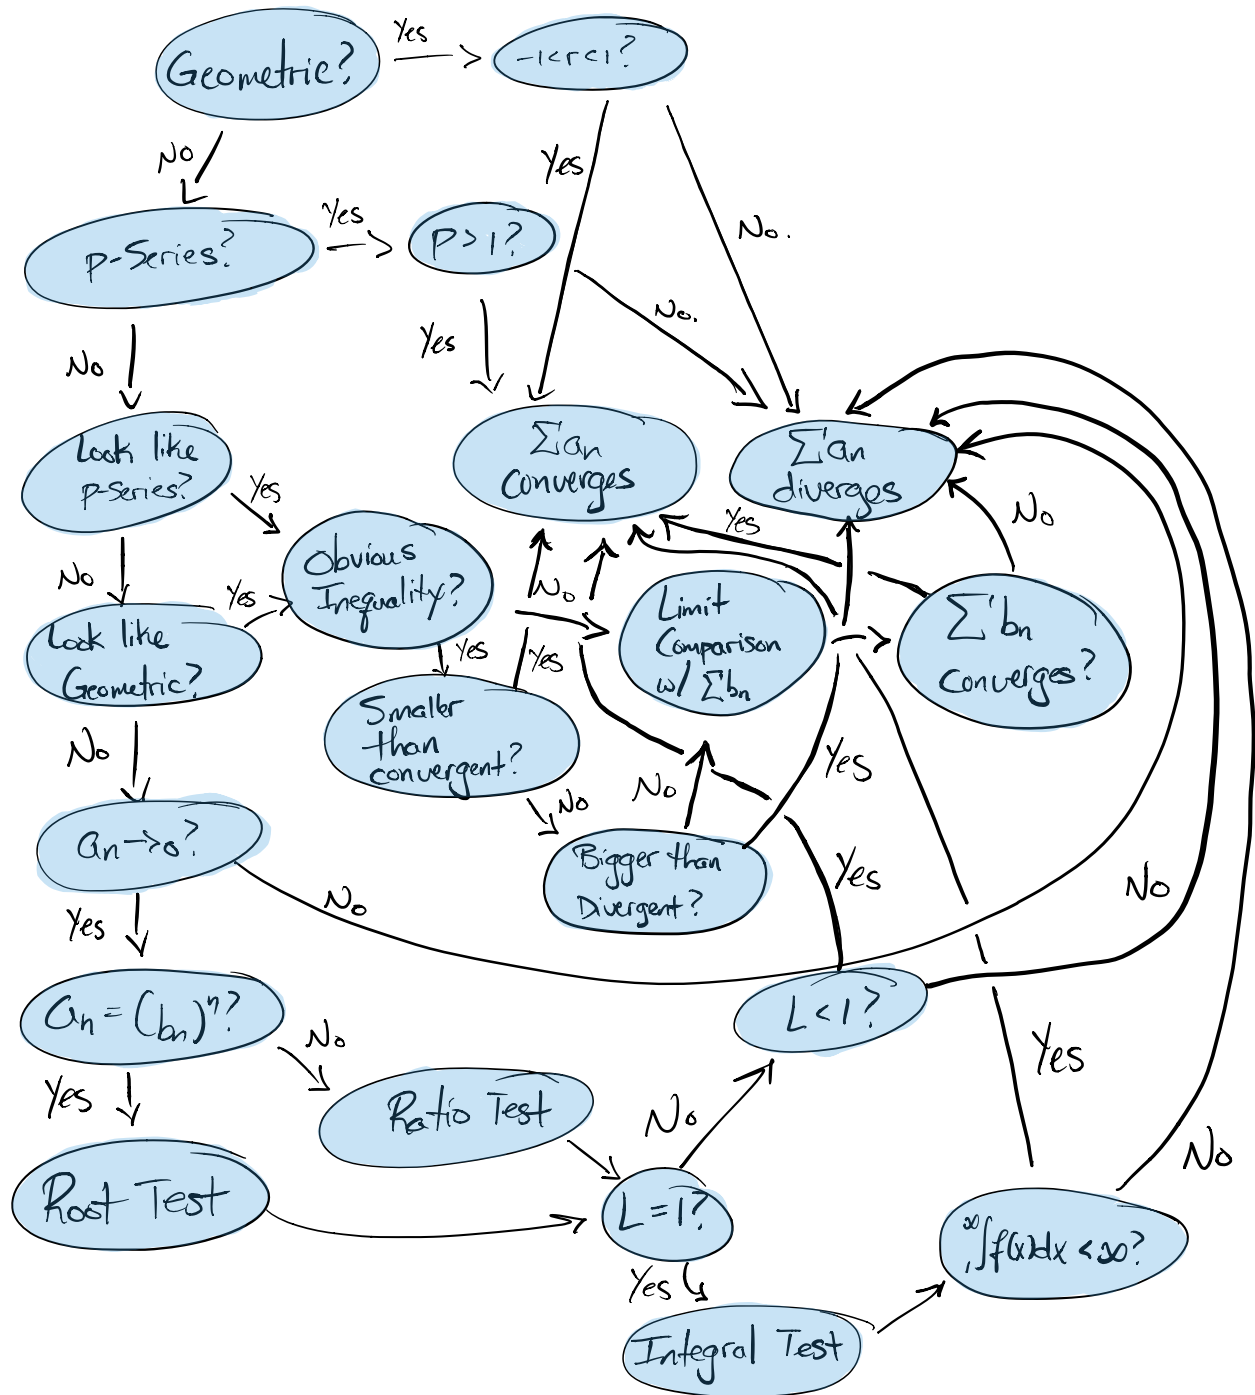 Geometric?
Yes
-1<r<1?
No
Yes
No.
p-Series?
Yes
P>1?
No
Yes
No.
Look like
p-Series?
Yes
Σan
converges
Σan
diverges
No
Yes
No
Obvious
Inequality?
No
Limit
Comparison
w/ Σbn
Σbn
converges?
Yes
Look like
Geometric?
Yes
Yes
No
Smaller
than
convergent?
No
No
Yes
an→0?
No
Bigger than
Divergent?
Yes
No
Yes
an=(bn)ⁿ?
No
L<1?
Yes
Yes
Ratio Test
No
No
Root Test
L=1?
∞
1∫f(x)dx<∞?
Yes
Integral Test